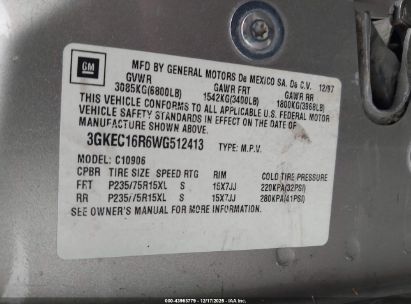 GM
MFD BY GENERAL MOTORS De MEXICO SA. De C.V. 12/97
GVWR GAWR FRT GAWR RR
3085KG(6800LB) 1542KG(3400LB) 1800KG(3968LB)
THIS VEHICLE CONFORMS TO ALL APPLICABLE U.S. FEDERAL MOTOR
VEHICLE SAFETY STANDARDS IN EFFECT ON THE DATE OF
MANUFACTURE SHOWN ABOVE.
3GKEC16R6WG512413 TYPE: M.P.V.
MODEL: C10906
CPBR TIRE SIZE SPEED RTG RIM COLD TIRE PRESSURE
FRT P235/75R15XL S 15X7JJ 220KPA(32PSI)
RR P235/75R15XL S 15X7JJ 280KPA(41PSI)
SEE OWNER'S MANUAL FOR MORE INFORMATION.
000-43963779 - 12/17/2025 - IAAI.COM